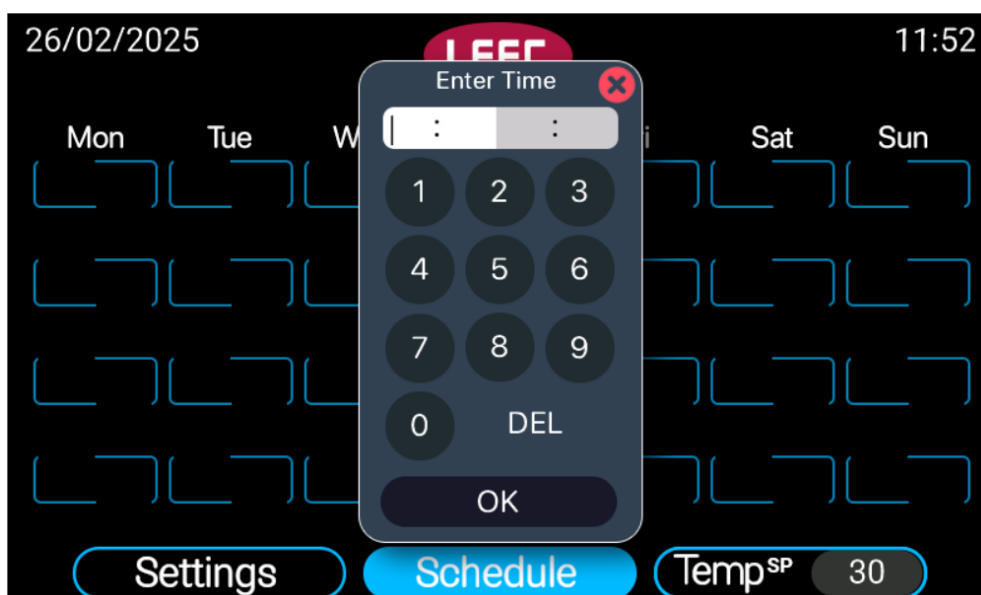 26/02/2025
11:52
Enter Time
Mon Tue Sat Sun
: :
1 2 3
4 5 6
7 8 9
0 DEL
OK
Settings Schedule Temp SP 30